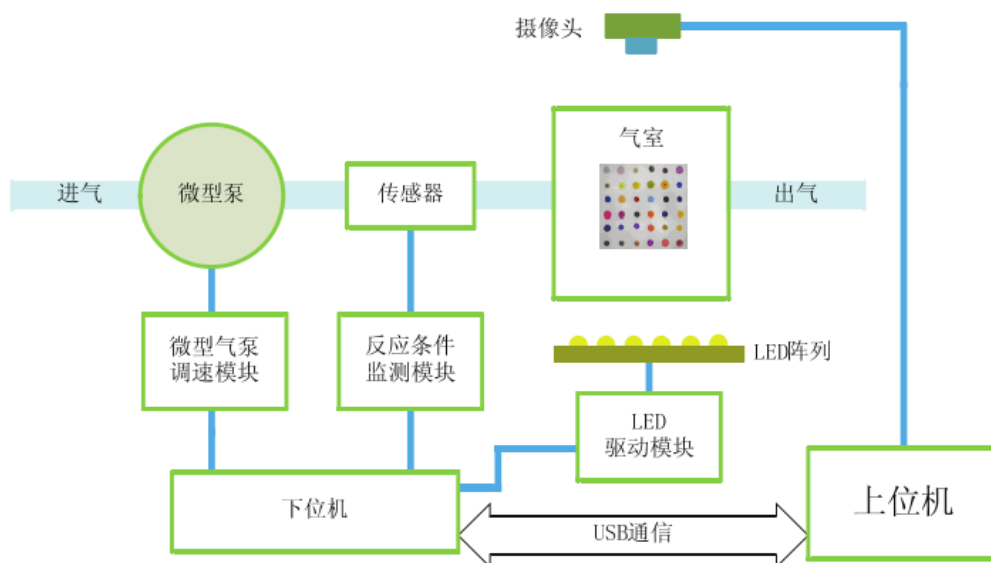 摄像头
气室
进气
微型泵
传感器
出气
微型气泵
调速模块
反应条件
监测模块
LED阵列
LED
驱动模块
下位机
USB通信
上位机